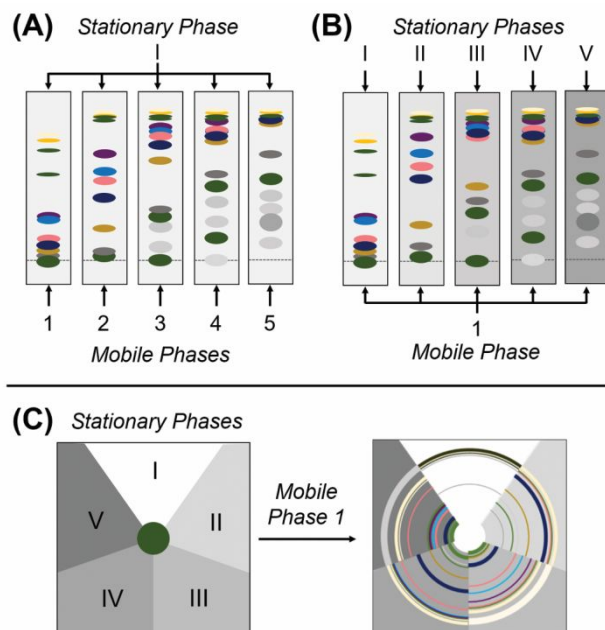 (A)
Stationary Phase
I
1 2 3 4 5
Mobile Phases
(B)
Stationary Phases
I II III IV V
1
Mobile Phase
(C)
Stationary Phases
I
II
III
IV
V
Mobile
Phase 1